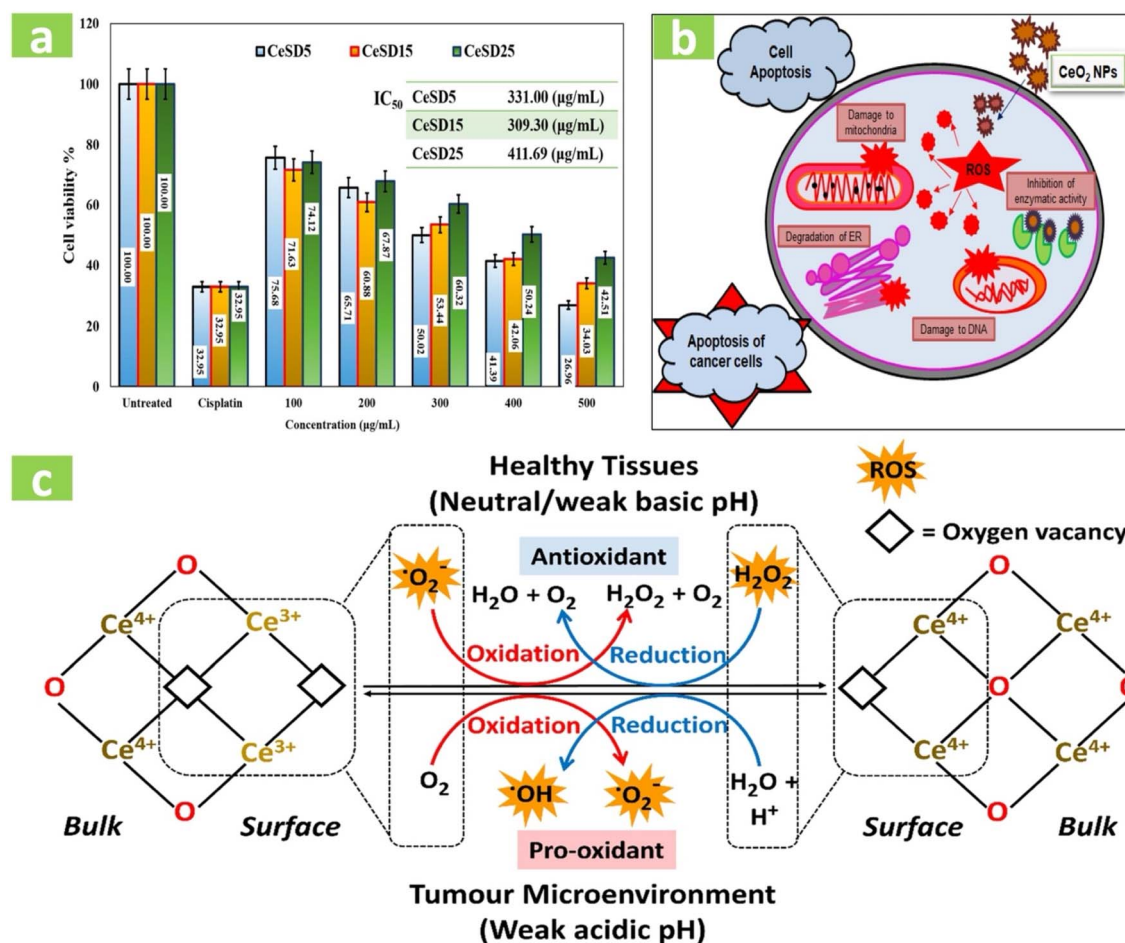 a
120
100
80
60
40
20
0
Cell viability %
CeSD5 CeSD15 CeSD25
IC50
CeSD5 331.00 (µg/mL)
CeSD15 309.30 (µg/mL)
CeSD25 411.69 (µg/mL)
100.00 100.00 100.00
32.95 32.95 32.95
75.68 71.63 74.12
65.71 60.88 67.87
50.02 53.44 60.32
41.39 42.06 50.24
26.96 34.03 42.51
Untreated Cisplatin 100 200 300 400 500
Concentration (µg/mL)
b
Cell
Apoptosis
CeO2 NPs
Damage to
mitochondria
ROS
Inhibition of
enzymatic activity
Degradation of ER
Damage to DNA
Apoptosis of
cancer cells
c
Healthy Tissues
(Neutral/weak basic pH)
ROS
= Oxygen vacancy
Antioxidant
·O2- H2O + O2 H2O2 + O2 H2O2
Oxidation Reduction
Oxidation Reduction
O2 ·OH ·O2- H2O +
H+
Pro-oxidant
Tumour Microenvironment
(Weak acidic pH)
O
Ce4+ Ce3+
O
Ce4+ Ce3+
O
Bulk Surface
O
Ce4+ Ce4+
O O
Ce4+ Ce4+
O
Surface Bulk